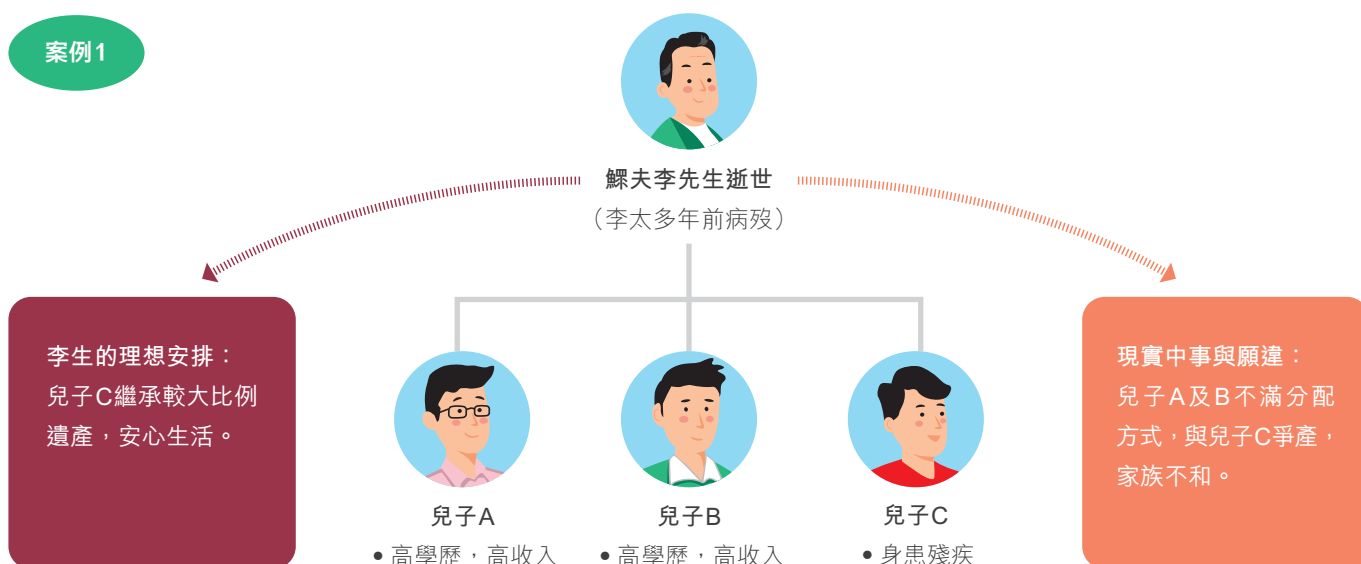 案例1
鰥夫李先生逝世
（李太多年前病歿）
李生的理想安排：
兒子C繼承較大比例
遺產，安心生活。
現實中事與願違：
兒子A及B不滿分配
方式，與兒子C爭產，
家族不和。
兒子A
• 高學歷，高收入
兒子B
• 高學歷，高收入
兒子C
• 身患殘疾